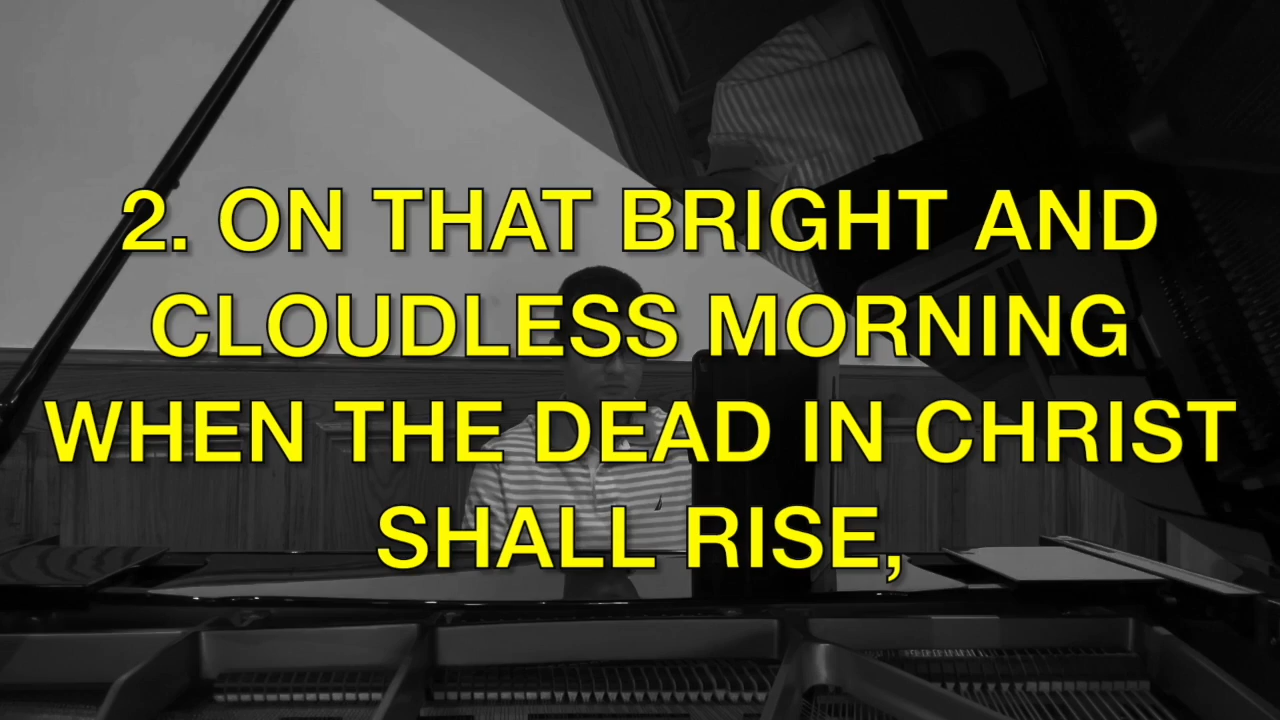 2. ON THAT BRIGHT AND
CLOUDLESS MORNING
WHEN THE DEAD IN CHRIST
SHALL RISE,